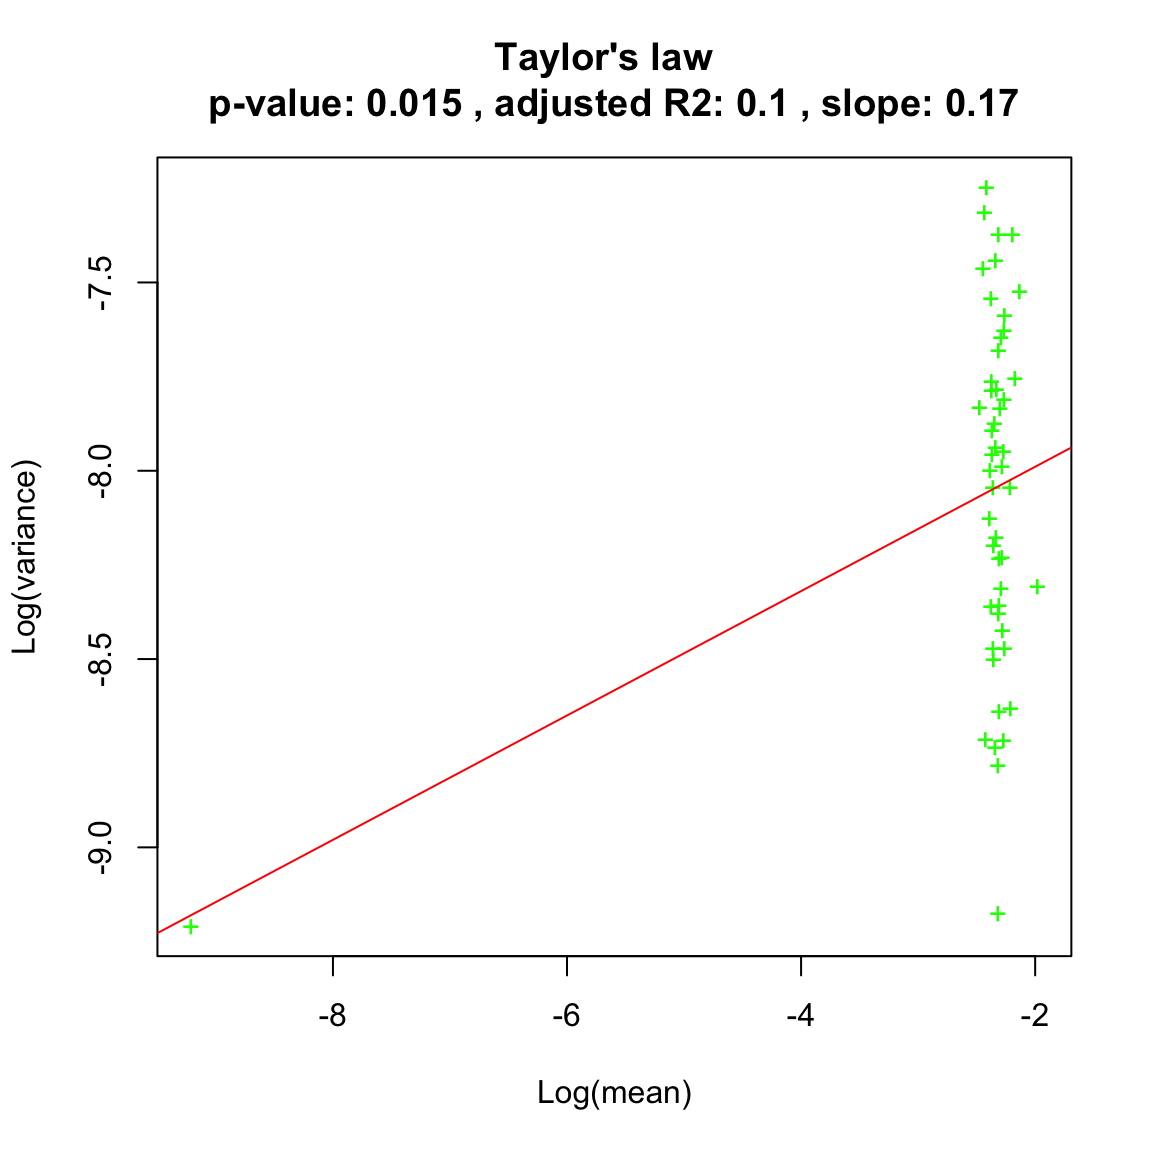 Taylor's law
p-value: 0.015 , adjusted R2: 0.1 , slope: 0.17
-7.5
-8.0
-8.5
-9.0
Log(variance)
-8
-6
-4
-2
Log(mean)